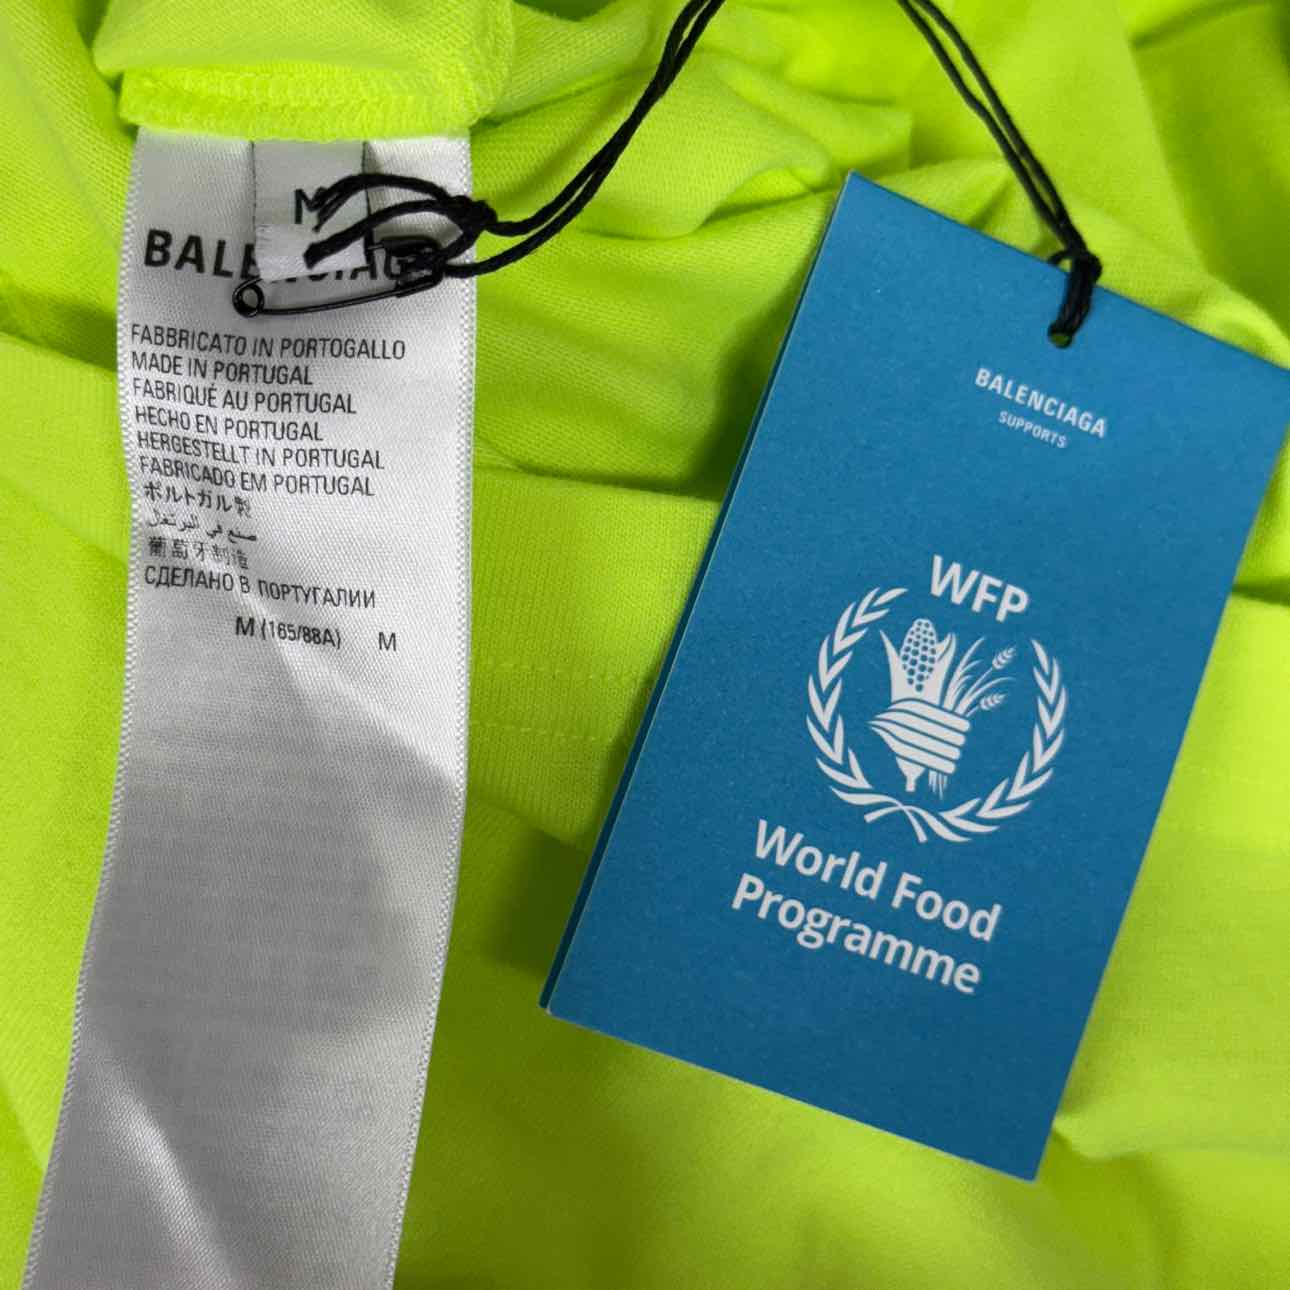 M
BALENCIAGA
FABBRICATO IN PORTOGALLO
MADE IN PORTUGAL
FABRIQUÉ AU PORTUGAL
HECHO EN PORTUGAL
HERGESTELLT IN PORTUGAL
FABRICADO EM PORTUGAL
ポルトガル製
صنع في البرتغال
葡萄牙制造
СДЕЛАНО В ПОРТУГАЛИИ
M (165/88A) M
BALENCIAGA
SUPPORTS
WFP
World Food
Programme